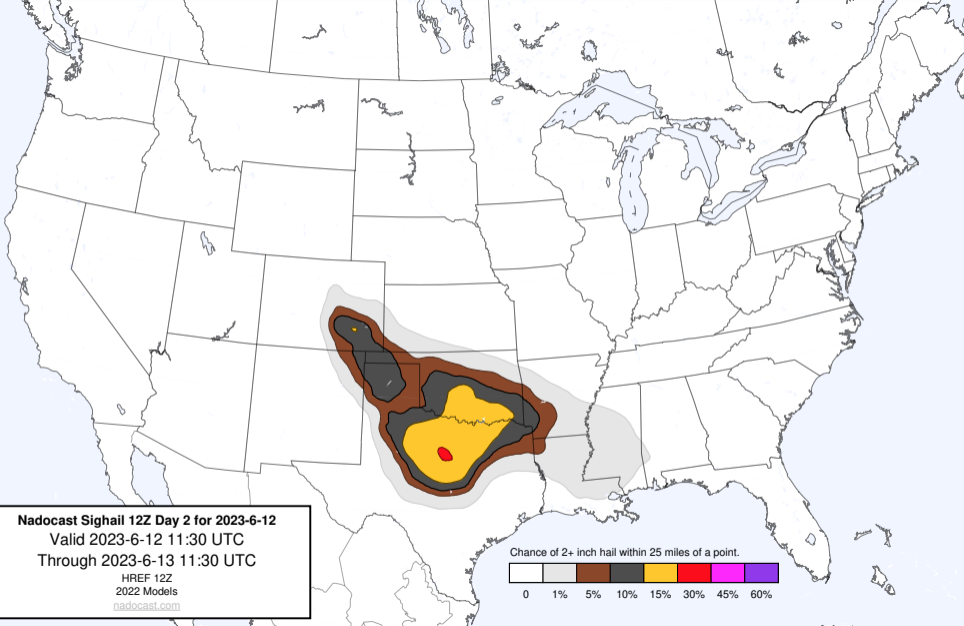 Nadocast Sighail 12Z Day 2 for 2023-6-12
Valid 2023-6-12 11:30 UTC
Through 2023-6-13 11:30 UTC
HREF 12Z
2022 Models
nadocast.com
Chance of 2+ inch hail within 25 miles of a point.
0 1% 5% 10% 15% 30% 45% 60%